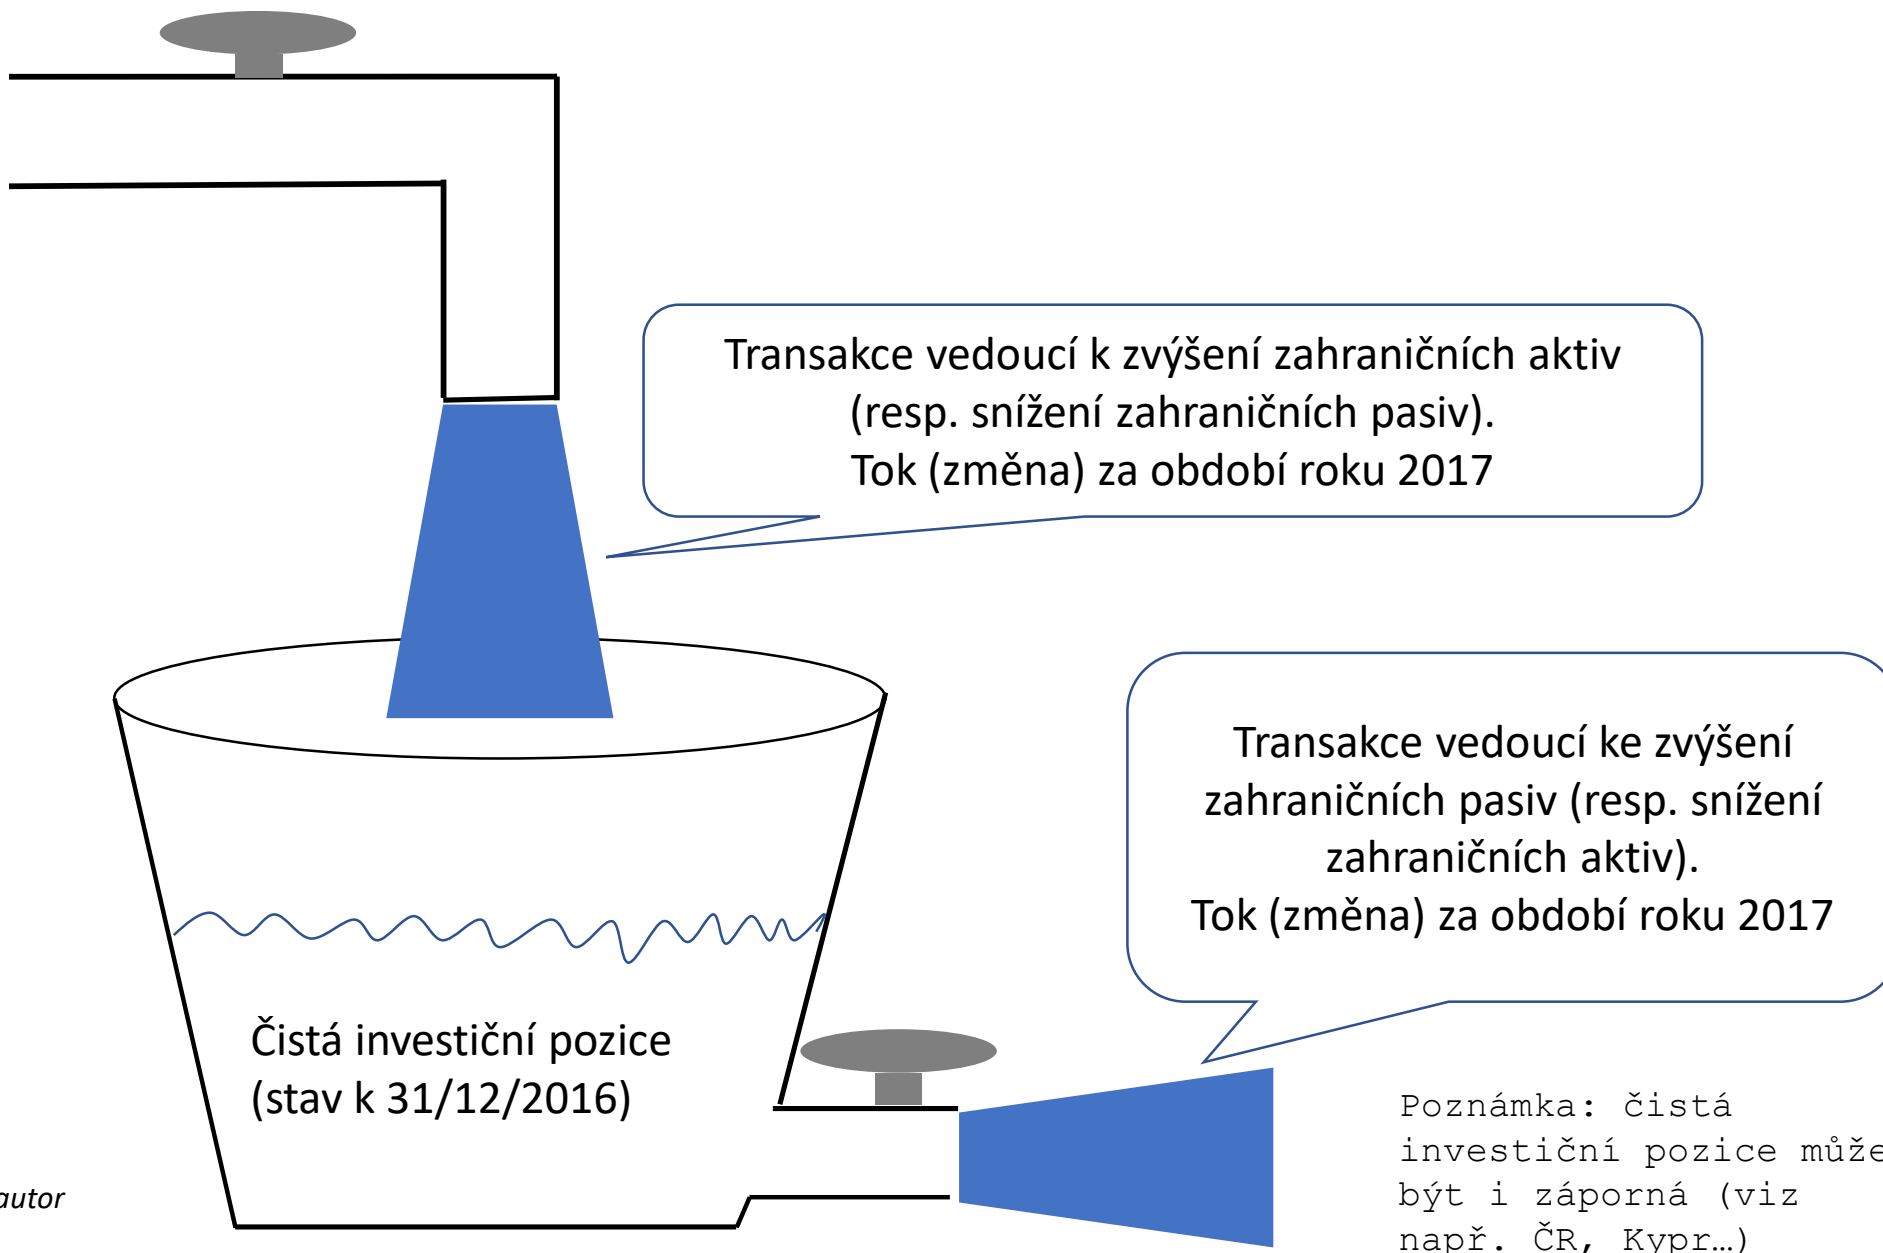 Transakce vedoucí k zvýšení zahraničních aktiv
(resp. snížení zahraničních pasiv).
Tok (změna) za období roku 2017
Transakce vedoucí ke zvýšení
zahraničních pasiv (resp. snížení
zahraničních aktiv).
Tok (změna) za období roku 2017
Čistá investiční pozice
(stav k 31/12/2016)
Poznámka: čistá
investiční pozice může
být i záporná (viz
např. ČR, Kypr…)
autor